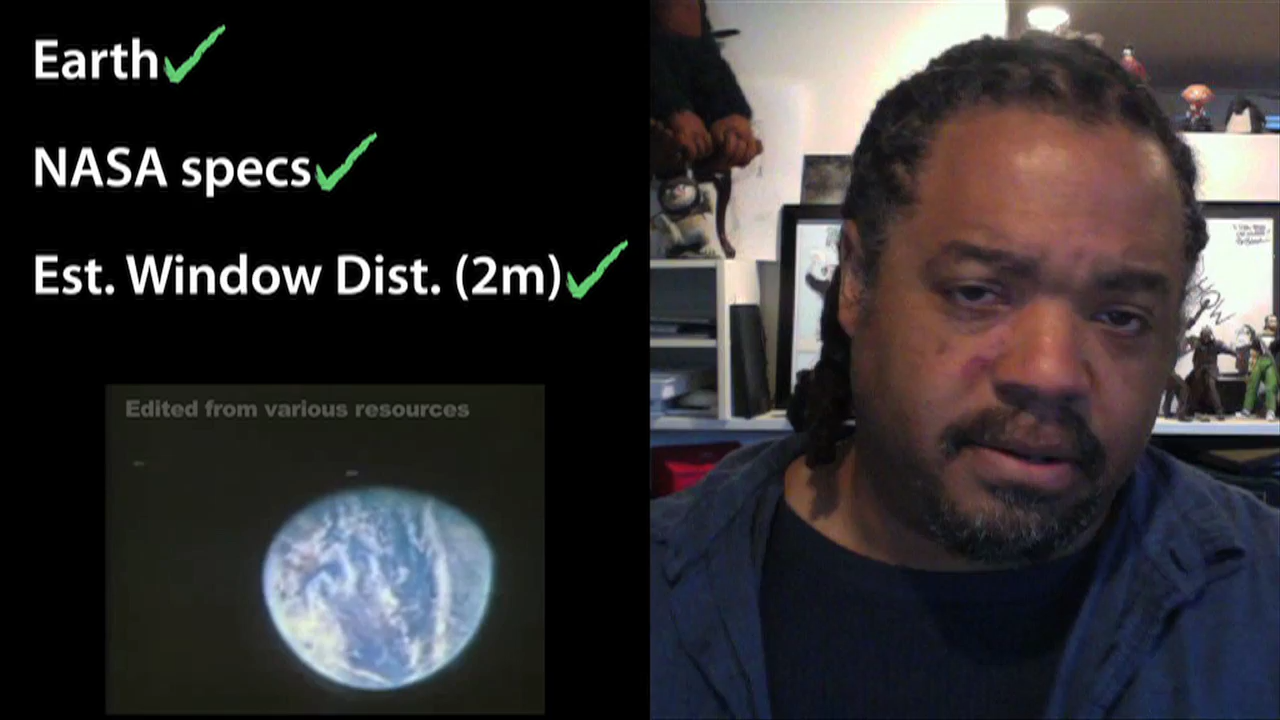 Earth
NASA specs
Est. Window Dist. (2m)
Edited from various resources